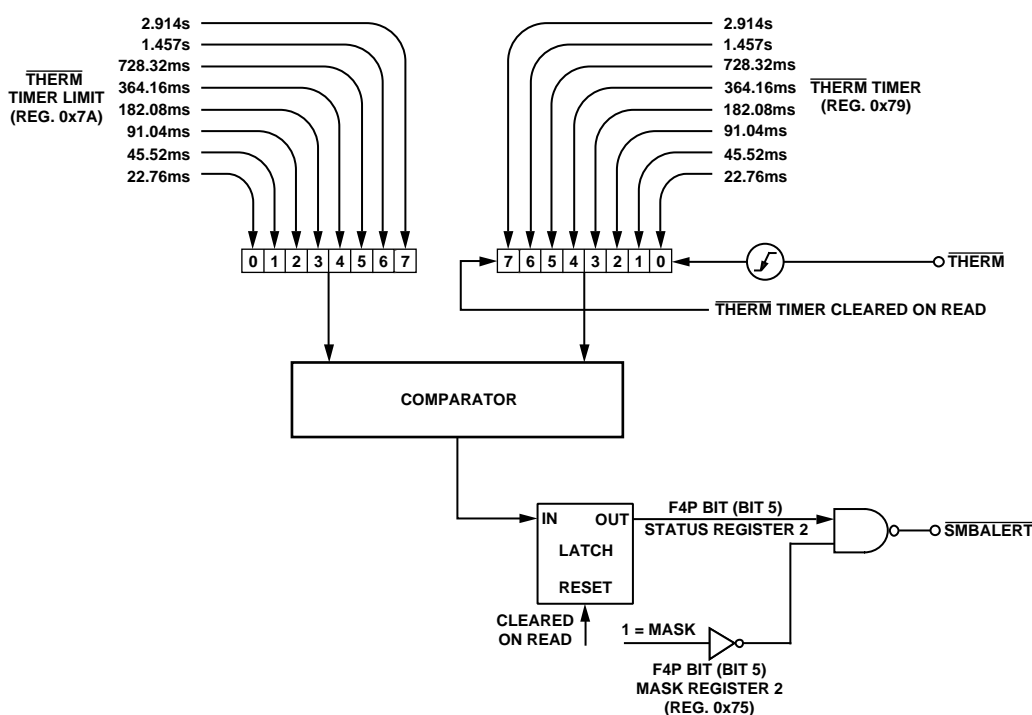 2.914s
1.457s
728.32ms
364.16ms
182.08ms
91.04ms
45.52ms
22.76ms
THERM
TIMER LIMIT
(REG. 0x7A)
2.914s
1.457s
728.32ms
364.16ms
182.08ms
91.04ms
45.52ms
22.76ms
THERM TIMER
(REG. 0x79)
0 1 2 3 4 5 6 7
7 6 5 4 3 2 1 0
THERM
THERM TIMER CLEARED ON READ
COMPARATOR
IN OUT
LATCH
RESET
F4P BIT (BIT 5)
STATUS REGISTER 2
SMBALERT
CLEARED
ON READ
1 = MASK
F4P BIT (BIT 5)
MASK REGISTER 2
(REG. 0x75)